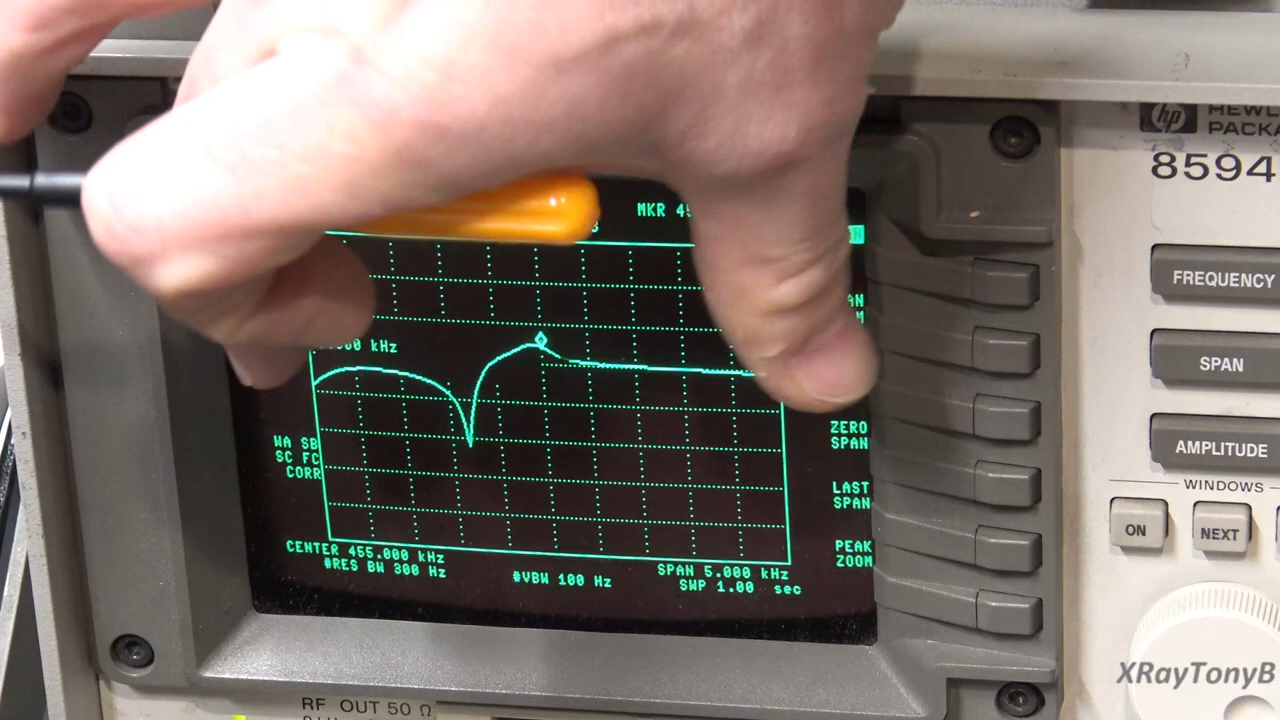 hp
8594
MKR
FREQUENCY
SPAN
kHz
ZERO
SPAN
AMPLITUDE
WA SB
SC FC
CORR
WINDOWS
LAST
SPAN
ON
NEXT
PEAK
ZOOM
CENTER 455.000 kHz
#RES BW 300 Hz
#VBW 100 Hz
SPAN 5.000 kHz
SWP 1.00 sec
XRayTonyB
RF OUT 50 Ω